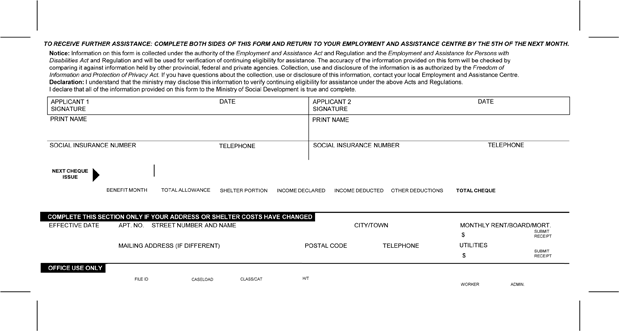 TO RECEIVE FURTHER ASSISTANCE: COMPLETE BOTH SIDES OF THIS FORM AND RETURN TO YOUR EMPLOYMENT AND ASSISTANCE CENTRE BY THE 5TH OF THE NEXT MONTH.
Notice: Information on this form is collected under the authority of the Employment and Assistance Act and Regulation and the Employment and Assistance for Persons with
Disabilities Act and Regulation and will be used for verification of continuing eligibility for assistance. The accuracy of the information provided on this form will be checked by
comparing it against information held by other provincial, federal and private agencies. Collection, use and disclosure of the information is as authorized by the Freedom of
Information and Protection of Privacy Act. If you have questions about the collection, use or disclosure of this information, contact your local Employment and Assistance Centre.
Declaration: I understand that the ministry may disclose this information to verify continuing eligibility for assistance under the above Acts and Regulations.
I declare that all of the information provided on this form to the Ministry of Social Development is true and complete.
APPLICANT 1 DATE APPLICANT 2 DATE
SIGNATURE SIGNATURE
PRINT NAME PRINT NAME
SOCIAL INSURANCE NUMBER TELEPHONE SOCIAL INSURANCE NUMBER TELEPHONE
NEXT CHEQUE
ISSUE
BENEFIT MONTH TOTAL ALLOWANCE SHELTER PORTION INCOME DECLARED INCOME DEDUCTED OTHER DEDUCTIONS TOTAL CHEQUE
COMPLETE THIS SECTION ONLY IF YOUR ADDRESS OR SHELTER COSTS HAVE CHANGED
EFFECTIVE DATE APT. NO. STREET NUMBER AND NAME CITY/TOWN MONTHLY RENT/BOARD/MORT.
$ SUBMIT
RECEIPT
MAILING ADDRESS (IF DIFFERENT) POSTAL CODE TELEPHONE UTILITIES
$ SUBMIT
RECEIPT
OFFICE USE ONLY
FILE ID CASELOAD CLASS/CAT H/T
WORKER ADMIN.